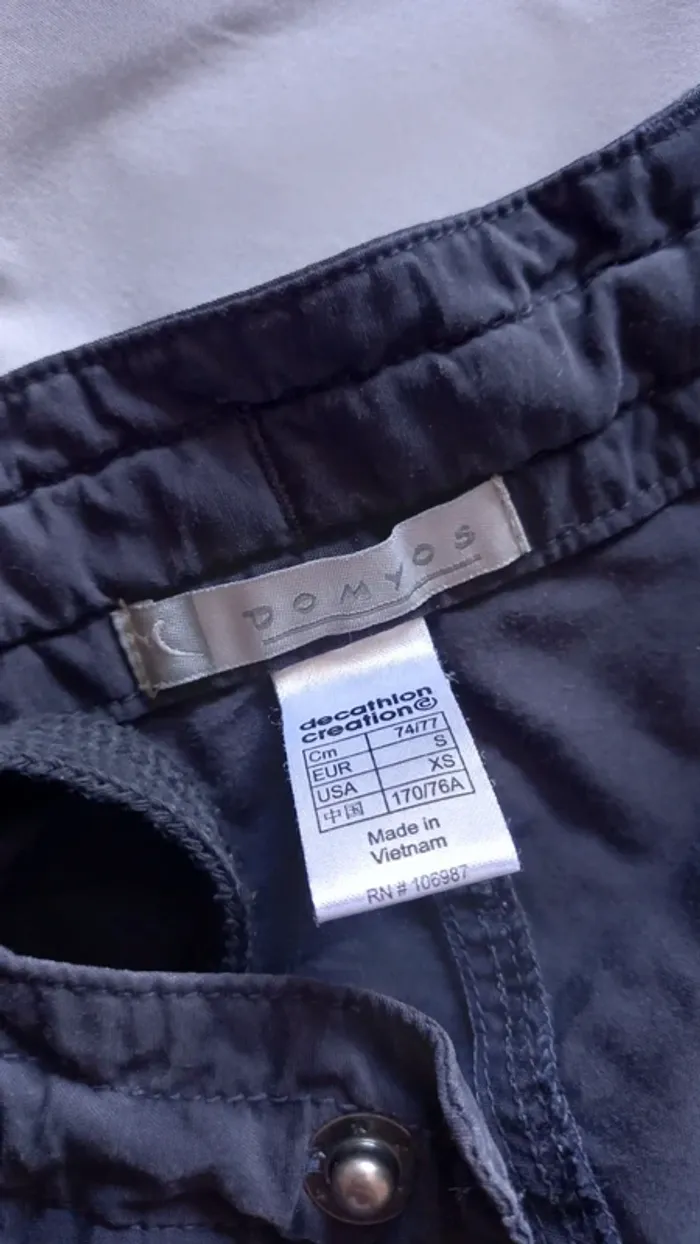 DOMYOS
decathlon
creation©
Cm 74/77
EUR S
USA XS
中国 170/76A
Made in
Vietnam
RN # 106987